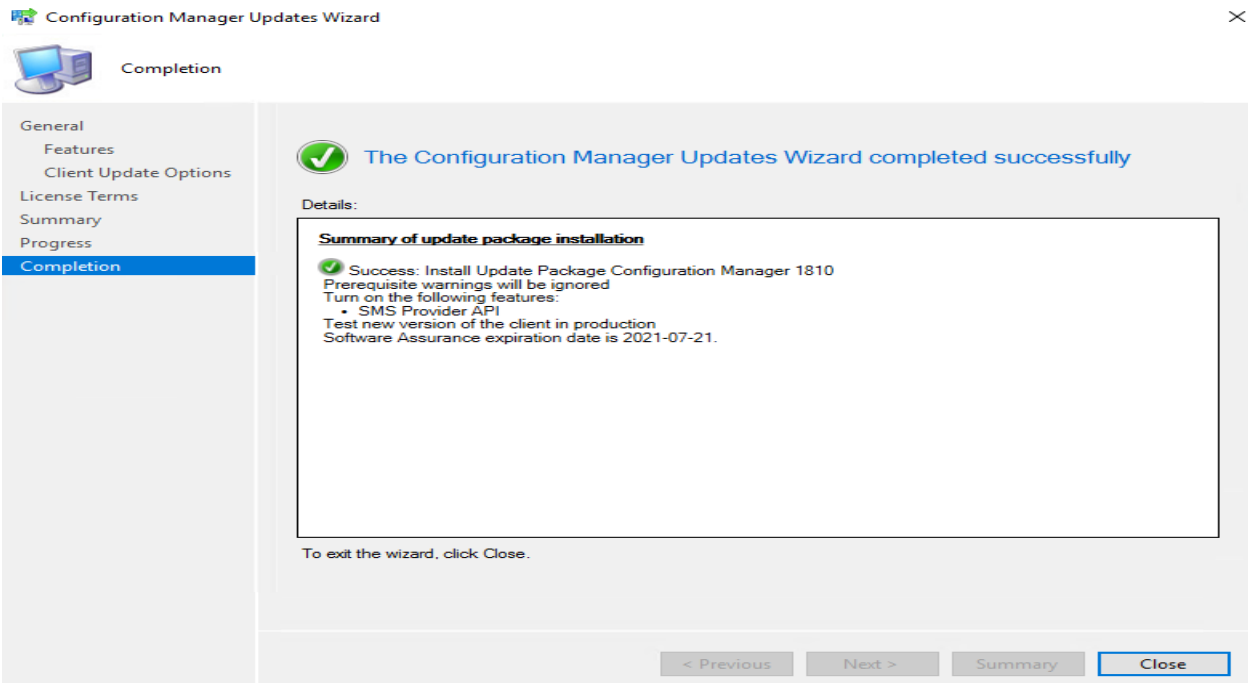 Configuration Manager Updates Wizard
Completion
General
Features
Client Update Options
License Terms
Summary
Progress
Completion
The Configuration Manager Updates Wizard completed successfully
Details:
Summary of update package installation
Success: Install Update Package Configuration Manager 1810
Prerequisite warnings will be ignored
Turn on the following features:
• SMS Provider API
Test new version of the client in production
Software Assurance expiration date is 2021-07-21.
To exit the wizard, click Close.
< Previous
Next >
Summary
Close